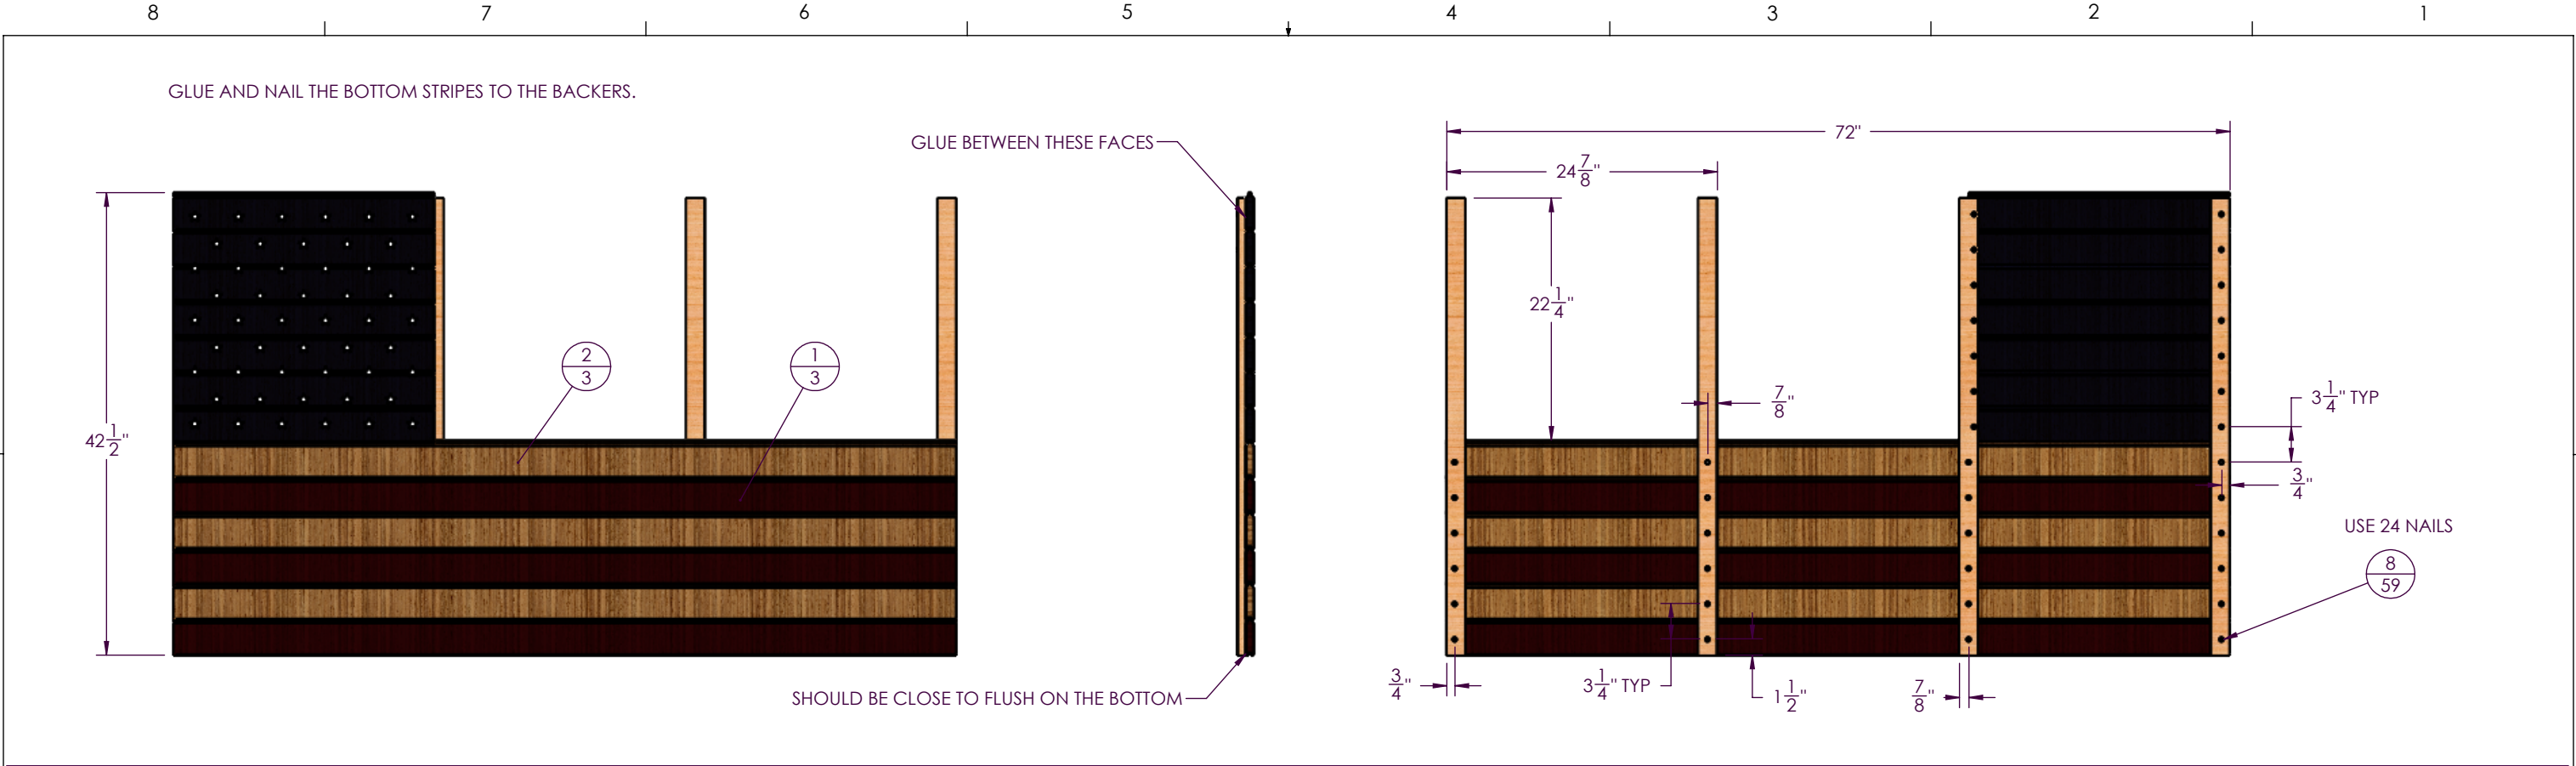 8 7 6 5 4 3 2 1
GLUE AND NAIL THE BOTTOM STRIPES TO THE BACKERS.
GLUE BETWEEN THESE FACES
42 1/2"
2
3
1
3
SHOULD BE CLOSE TO FLUSH ON THE BOTTOM
72"
24 7/8"
22 1/4"
7/8"
3 1/4" TYP
3/4"
USE 24 NAILS
8
59
3/4"
3 1/4" TYP
1 1/2"
7/8"